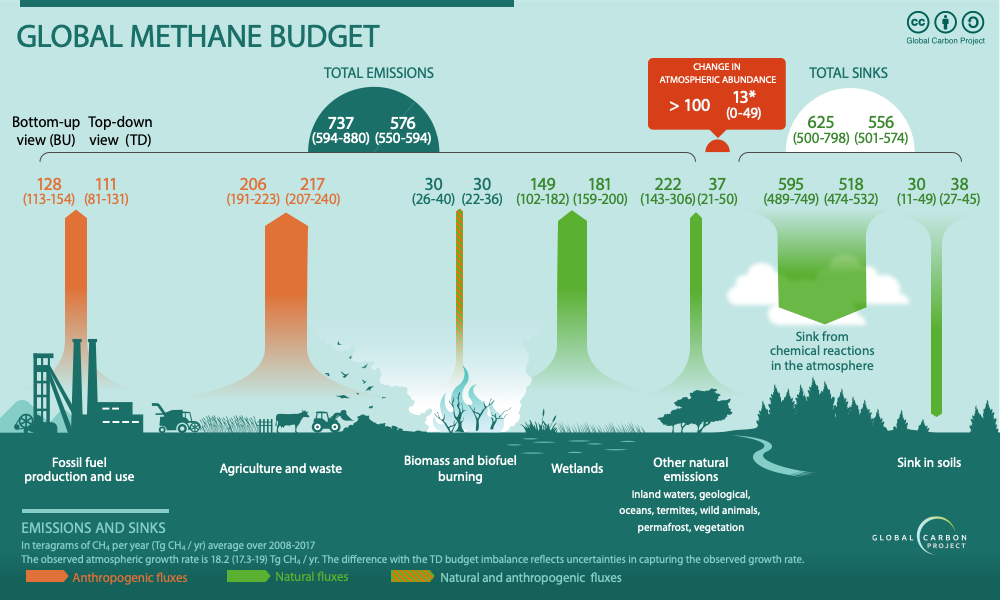 GLOBAL METHANE BUDGET
cc
Global Carbon Project
TOTAL EMISSIONS
CHANGE IN
ATMOSPHERIC ABUNDANCE
TOTAL SINKS
> 100
13*
(0-49)
Bottom-up
view (BU)
Top-down
view (TD)
737
(594-880)
576
(550-594)
625
(500-798)
556
(501-574)
128
(113-154)
111
(81-131)
206
(191-223)
217
(207-240)
30
(26-40)
30
(22-36)
149
(102-182)
181
(159-200)
222
(143-306)
37
(21-50)
595
(489-749)
518
(474-532)
30
(11-49)
38
(27-45)
Sink from
chemical reactions
in the atmosphere
Fossil fuel
production and use
Agriculture and waste
Biomass and biofuel
burning
Wetlands
Other natural
emissions
Inland waters, geological,
oceans, termites, wild animals,
permafrost, vegetation
Sink in soils
EMISSIONS AND SINKS
In teragrams of CH₄ per year (Tg CH₄ / yr) average over 2008-2017
The observed atmospheric growth rate is 18.2 (17.3-19) Tg CH₄ / yr. The difference with the TD budget imbalance reflects uncertainties in capturing the observed growth rate.
Anthropogenic fluxes
Natural fluxes
Natural and anthropogenic fluxes
GLOBAL CARBON
PROJECT